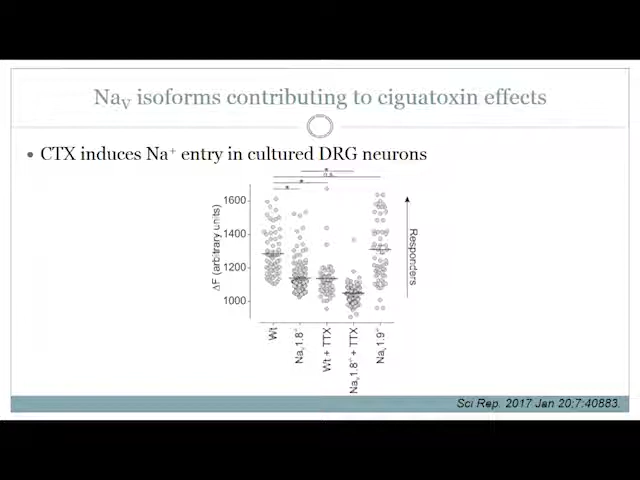 NaV isoforms contributing to ciguatoxin effects
• CTX induces Na⁺ entry in cultured DRG neurons
*
n.s.
*
*
1600
1400
1200
1000
ΔF (arbitrary units)
Responders
Wt
NaV1.8-/-
Wt + TTX
NaV1.8-/- + TTX
NaV1.9-/-
Sci Rep. 2017 Jan 20;7:40883.